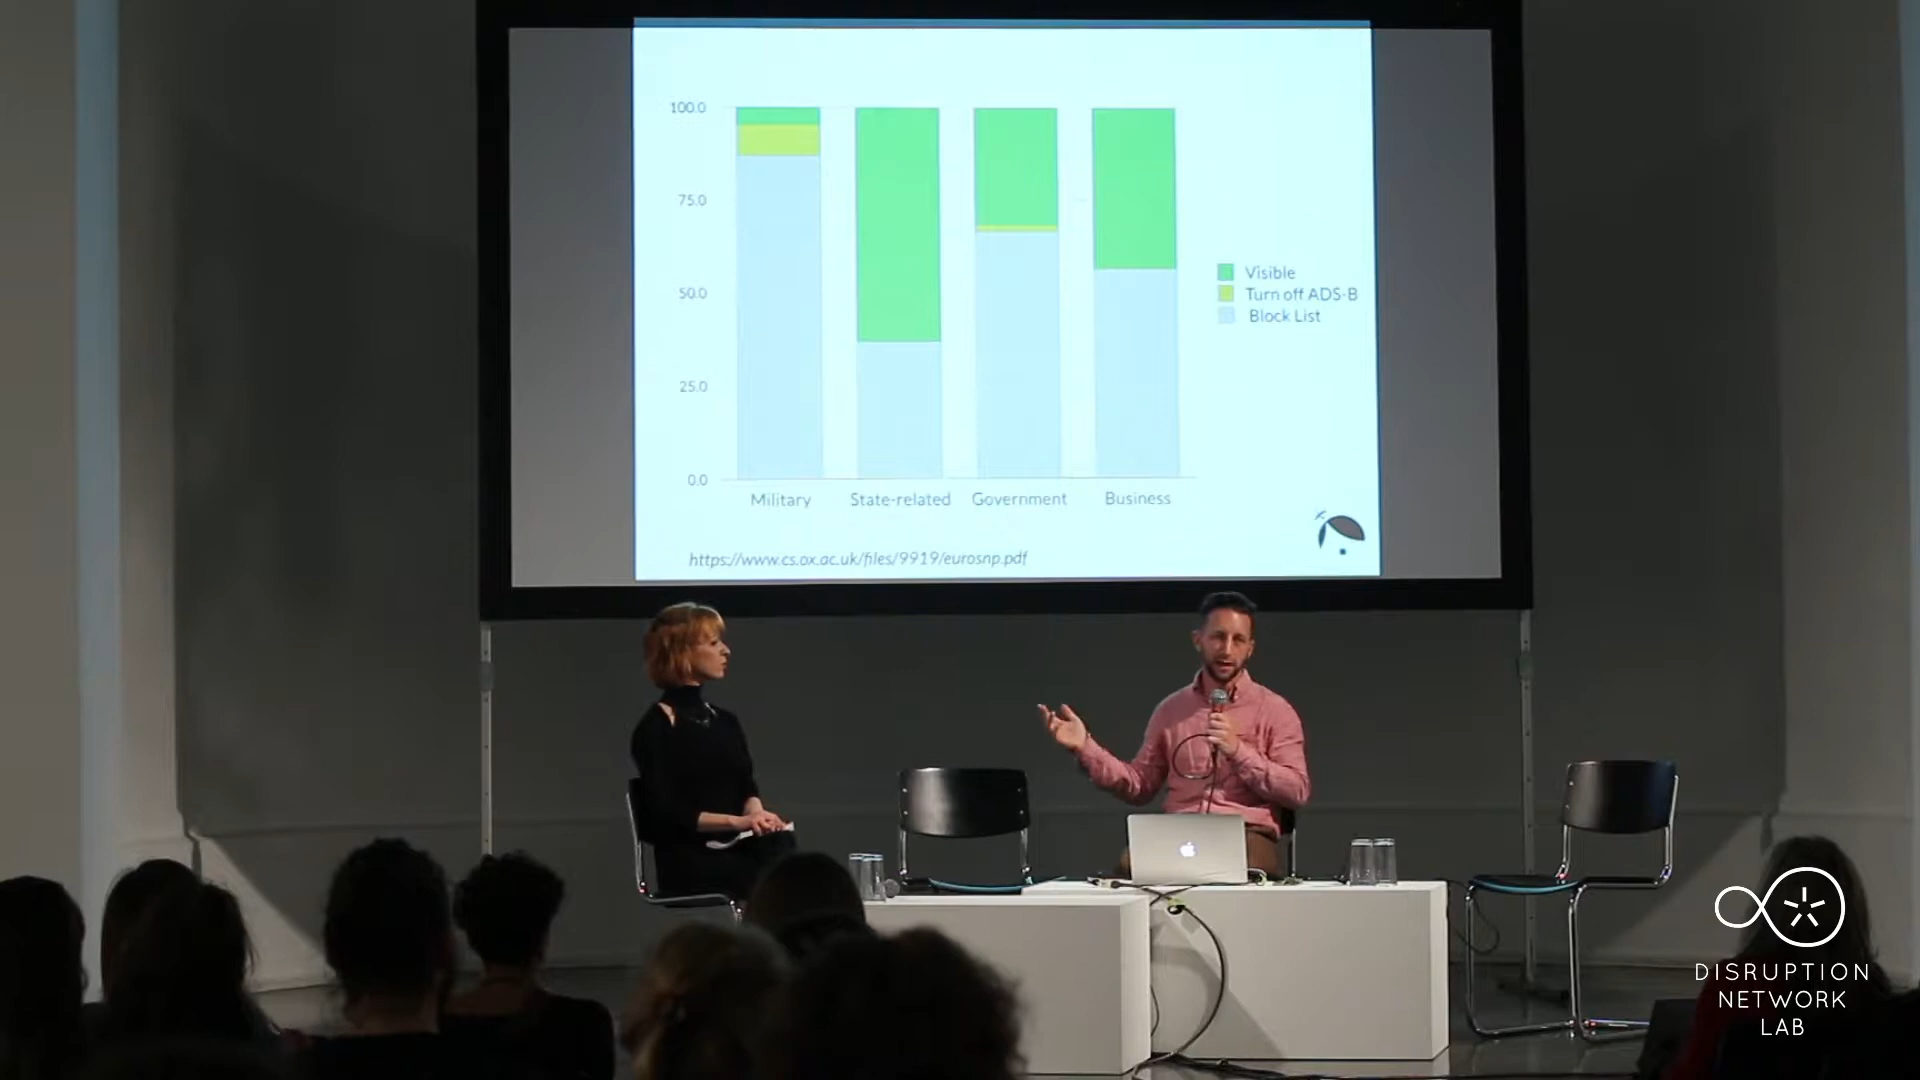 100.0
75.0
50.0
25.0
0.0
Military
State-related
Government
Business
Visible
Turn off ADS-B
Block List
https://www.cs.ox.ac.uk/files/9919/eurosnp.pdf
DISRUPTION
NETWORK
LAB